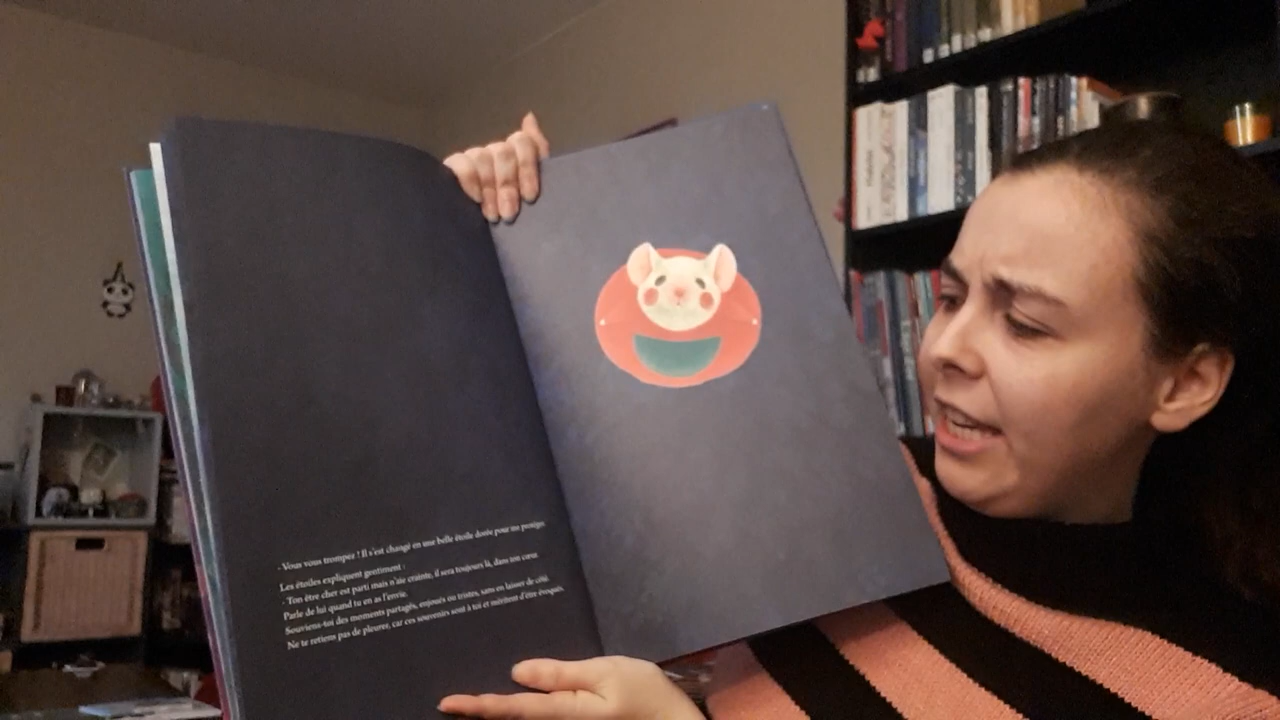 - Vous vous trompez ! Il s'est changé en une belle étoile dorée pour me protéger.
Les étoiles expliquent gentiment :
- Ton être cher est parti mais n'aie crainte, il sera toujours là, dans ton cœur.
Parle de lui quand tu en as l'envie.
Souviens-toi des moments partagés, enjoués ou tristes, sans en laisser de côté.
Ne te retiens pas de pleurer, car ces souvenirs sont à toi et méritent d'être évoqués.